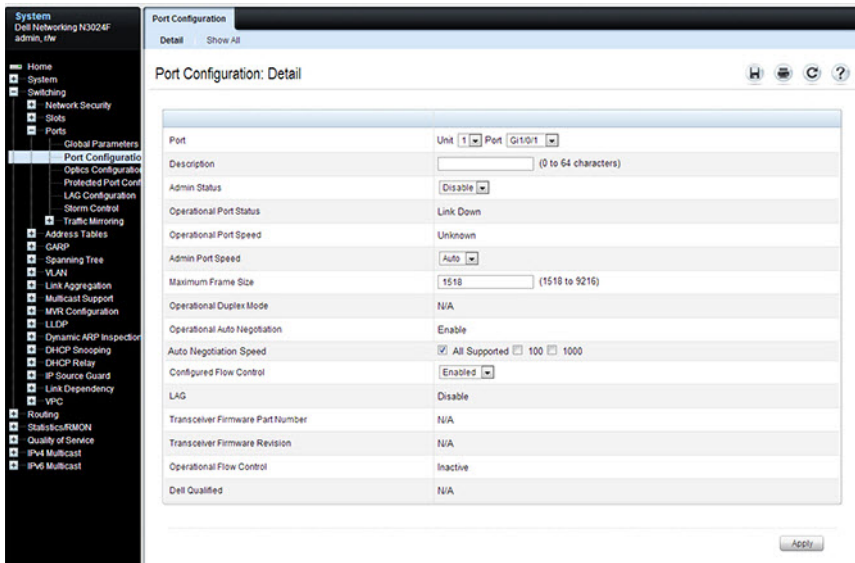 System
Dell Networking N3024F
admin, r/w
Home
System
Switching
Network Security
Slots
Ports
Global Parameters
Port Configuratio
Optics Configuration
Protected Port Conf
LAG Configuration
Storm Control
Traffic Mirroring
Address Tables
GARP
Spanning Tree
VLAN
Link Aggregation
Multicast Support
MVR Configuration
LLDP
Dynamic ARP Inspection
DHCP Snooping
DHCP Relay
IP Source Guard
Link Dependency
VPC
Routing
Statistics/RMON
Quality of Service
IPv4 Multicast
IPv6 Multicast
Port Configuration
Detail Show All
Port Configuration: Detail
Port Unit 1 Port Gi1/0/1
Description (0 to 64 characters)
Admin Status Disable
Operational Port Status Link Down
Operational Port Speed Unknown
Admin Port Speed Auto
Maximum Frame Size 1518 (1518 to 9216)
Operational Duplex Mode N/A
Operational Auto Negotiation Enable
Auto Negotiation Speed All Supported 100 1000
Configured Flow Control Enabled
LAG Disable
Transceiver Firmware Part Number N/A
Transceiver Firmware Revision N/A
Operational Flow Control Inactive
Dell Qualified N/A
Apply